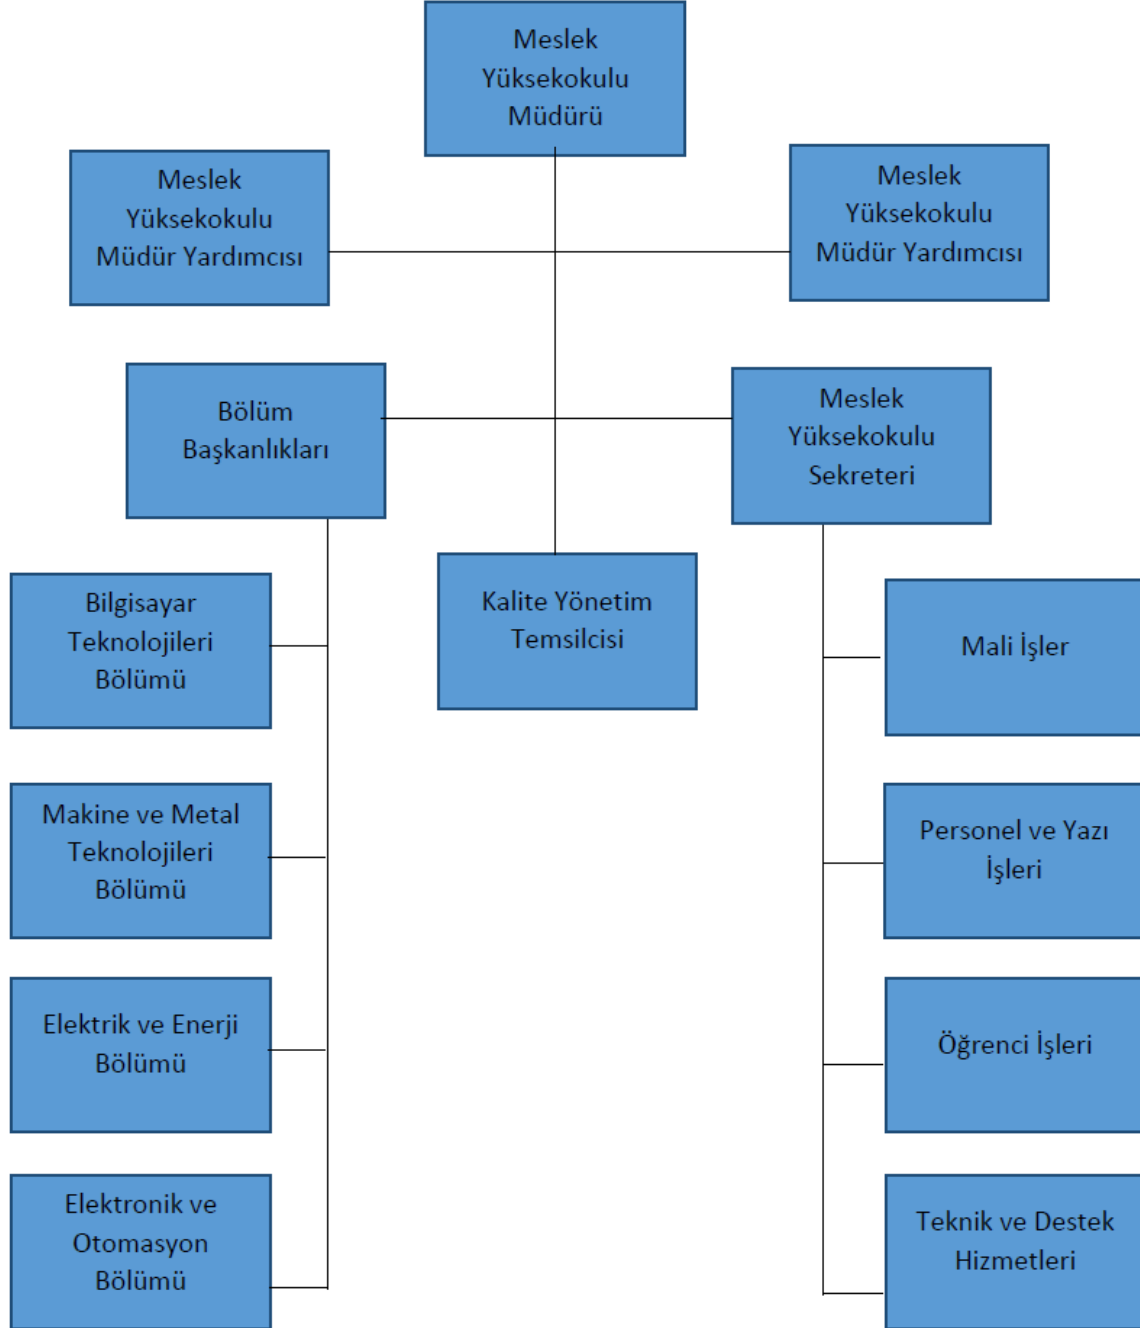 Meslek
Yüksekokulu
Müdürü
Meslek
Yüksekokulu
Müdür Yardımcısı
Meslek
Yüksekokulu
Müdür Yardımcısı
Bölüm
Başkanlıkları
Meslek
Yüksekokulu
Sekreteri
Kalite Yönetim
Temsilcisi
Bilgisayar
Teknolojileri
Bölümü
Makine ve Metal
Teknolojileri
Bölümü
Elektrik ve Enerji
Bölümü
Elektronik ve
Otomasyon
Bölümü
Mali İşler
Personel ve Yazı
İşleri
Öğrenci İşleri
Teknik ve Destek
Hizmetleri